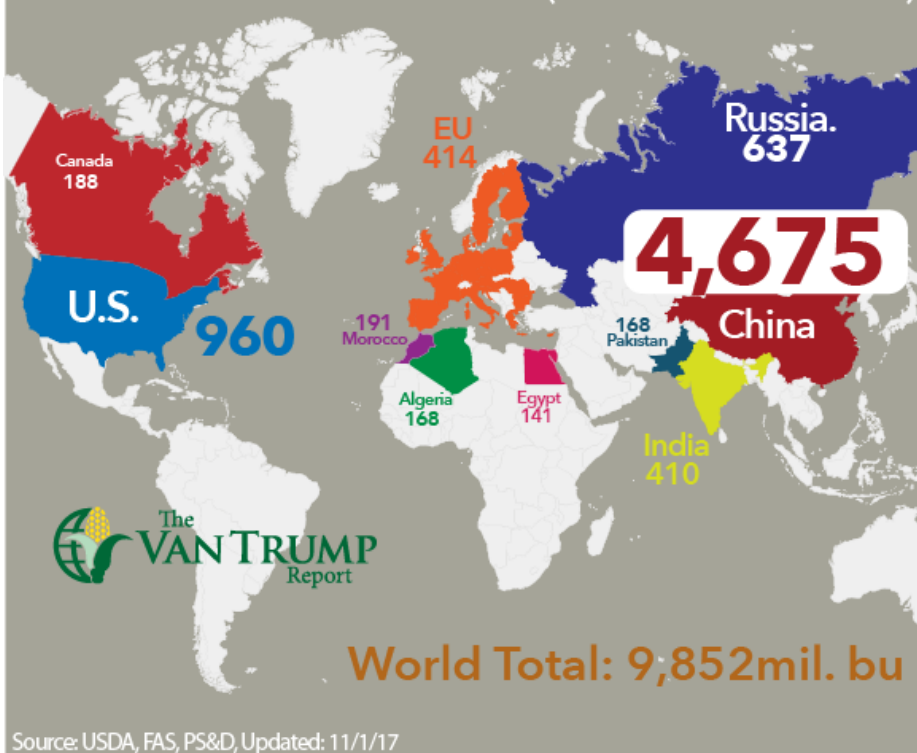 Canada
188
EU
414
Russia.
637
4,675
China
U.S.
960
191
Morocco
168
Pakistan
Algeria
168
Egypt
141
India
410
The
VAN TRUMP
Report
World Total: 9,852mil. bu
Source: USDA, FAS, PS&D, Updated: 11/1/17